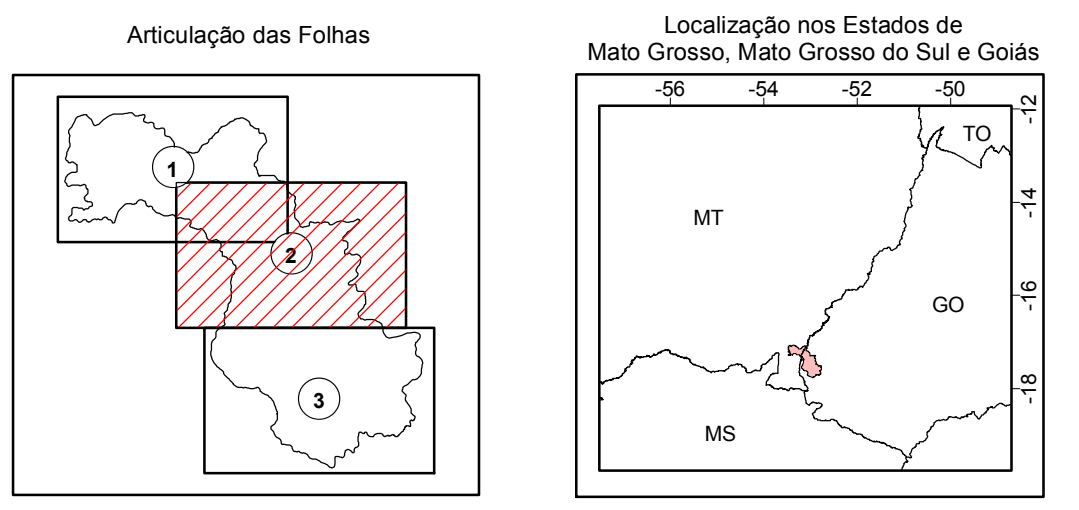 Articulação das Folhas
1
2
3
Localização nos Estados de
Mato Grosso, Mato Grosso do Sul e Goiás
-56 -54 -52 -50
-12
TO
-14
MT
-16
GO
-18
MS